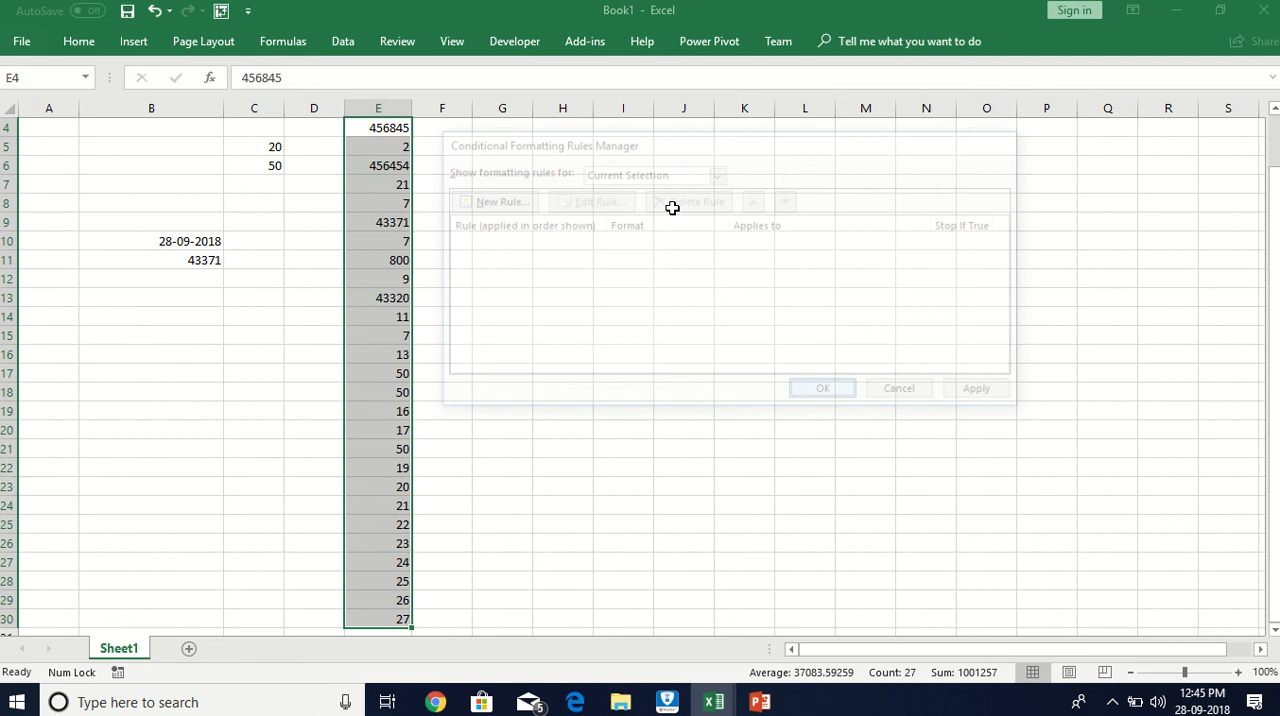 AutoSave Off Book1 - Excel Sign in
File Home Insert Page Layout Formulas Data Review View Developer Add-ins Help Power Pivot Team Tell me what you want to do Share
E4 fx 456845
A B C D E F G H I J K L M N O P Q R S
4 456845
5 20 2
6 50 456454
7 21
8 7
9 43371
10 28-09-2018 7
11 43371 800
12 9
13 43320
14 11
15 7
16 13
17 50
18 50
19 16
20 17
21 50
22 19
23 20
24 21
25 22
26 23
27 24
28 25
29 26
30 27
Conditional Formatting Rules Manager
Show formatting rules for: Current Selection
New Rule... Edit Rule... Delete Rule
Rule (applied in order shown) Format Applies to Stop If True
OK Cancel Apply
Sheet1
Ready Num Lock Average: 37083.59259 Count: 27 Sum: 1001257 100%
Type here to search 5 12:45 PM
28-09-2018